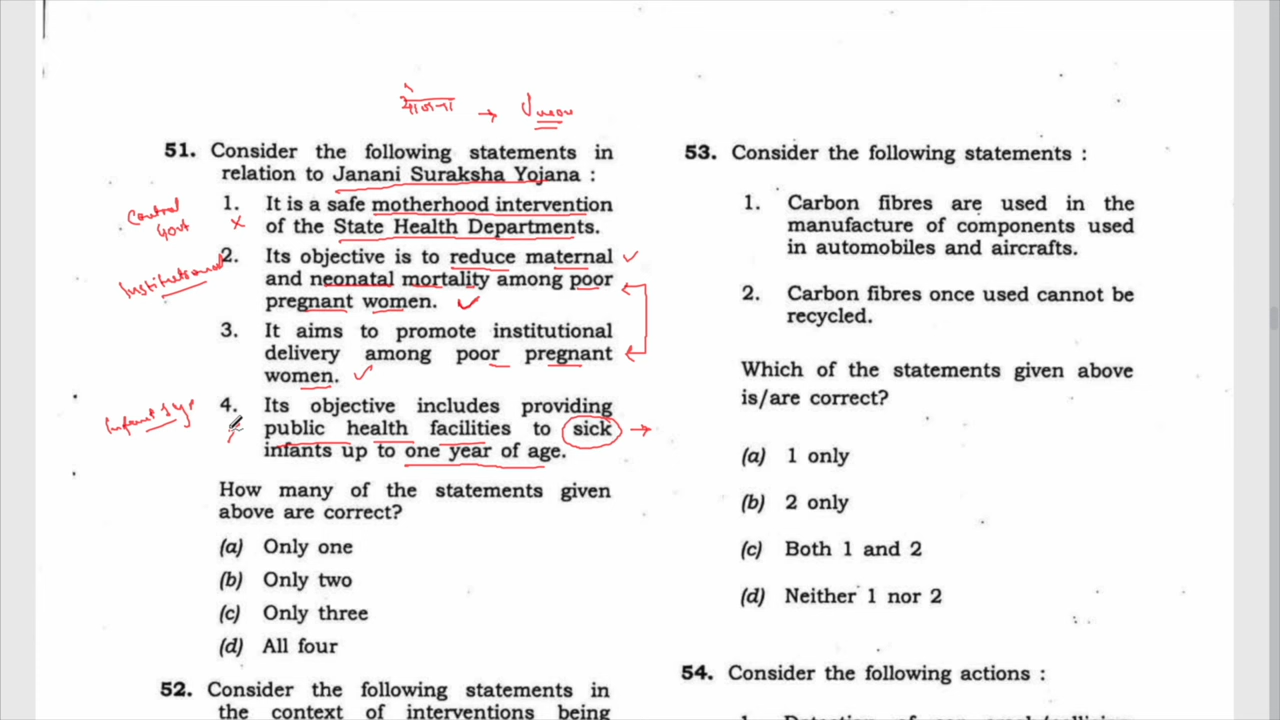 योजना → Union
51. Consider the following statements in
relation to Janani Suraksha Yojana :
1. It is a safe motherhood intervention
of the State Health Departments.
Central
Govt
2. Its objective is to reduce maternal
and neonatal mortality among poor
pregnant women.
Institutional
3. It aims to promote institutional
delivery among poor pregnant
women.
4. Its objective includes providing
public health facilities to sick
infants up to one year of age.
Infant 1 yr
How many of the statements given
above are correct?
(a) Only one
(b) Only two
(c) Only three
(d) All four
52. Consider the following statements in
the context of interventions being
53. Consider the following statements :
1. Carbon fibres are used in the
manufacture of components used
in automobiles and aircrafts.
2. Carbon fibres once used cannot be
recycled.
Which of the statements given above
is/are correct?
(a) 1 only
(b) 2 only
(c) Both 1 and 2
(d) Neither 1 nor 2
54. Consider the following actions :